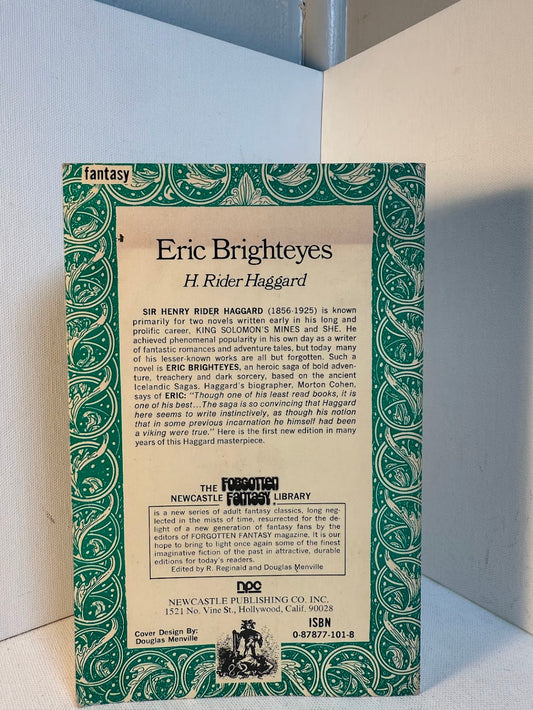 fantasy
Eric Brighteyes
H. Rider Haggard
SIR HENRY RIDER HAGGARD (1856-1925) is known
primarily for two novels written early in his long and
prolific career, KING SOLOMON'S MINES and SHE. He
achieved phenomenal popularity in his own day as a writer
of fantastic romances and adventure tales, but today many
of his lesser-known works are all but forgotten. Such a
novel is ERIC BRIGHTEYES, an heroic saga of bold adven-
ture, treachery and dark sorcery, based on the ancient
Icelandic Sagas. Haggard's biographer, Morton Cohen,
says of ERIC: "Though one of his least read books, it is
one of his best...The saga is so convincing that Haggard
here seems to write instinctively, as though his notion
that in some previous incarnation he himself had been
a viking were true." Here is the first new edition in many
years of this Haggard masterpiece.
THE FORGOTTEN
NEWCASTLE FANTASY LIBRARY
is a new series of adult fantasy classics, long neg-
lected in the mists of time, resurrected for the de-
light of a new generation of fantasy fans by the
editors of FORGOTTEN FANTASY magazine. It is our
hope to bring to light once again some of the finest
imaginative fiction of the past in attractive, durable
editions for today's readers.
Edited by R. Reginald and Douglas Menville
npc
NEWCASTLE PUBLISHING CO. INC.
1521 No. Vine St., Hollywood, Calif. 90028
ISBN
0-87877-101-8
Cover Design By:
Douglas Menville